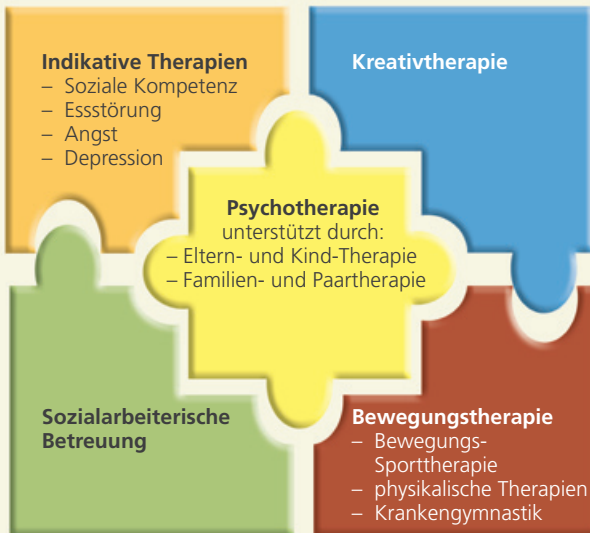 Indikative Therapien
– Soziale Kompetenz
– Essstörung
– Angst
– Depression
Kreativtherapie
Psychotherapie
unterstützt durch:
– Eltern- und Kind-Therapie
– Familien- und Paartherapie
Sozialarbeiterische
Betreuung
Bewegungstherapie
– Bewegungs-
Sporttherapie
– physikalische Therapien
– Krankengymnastik